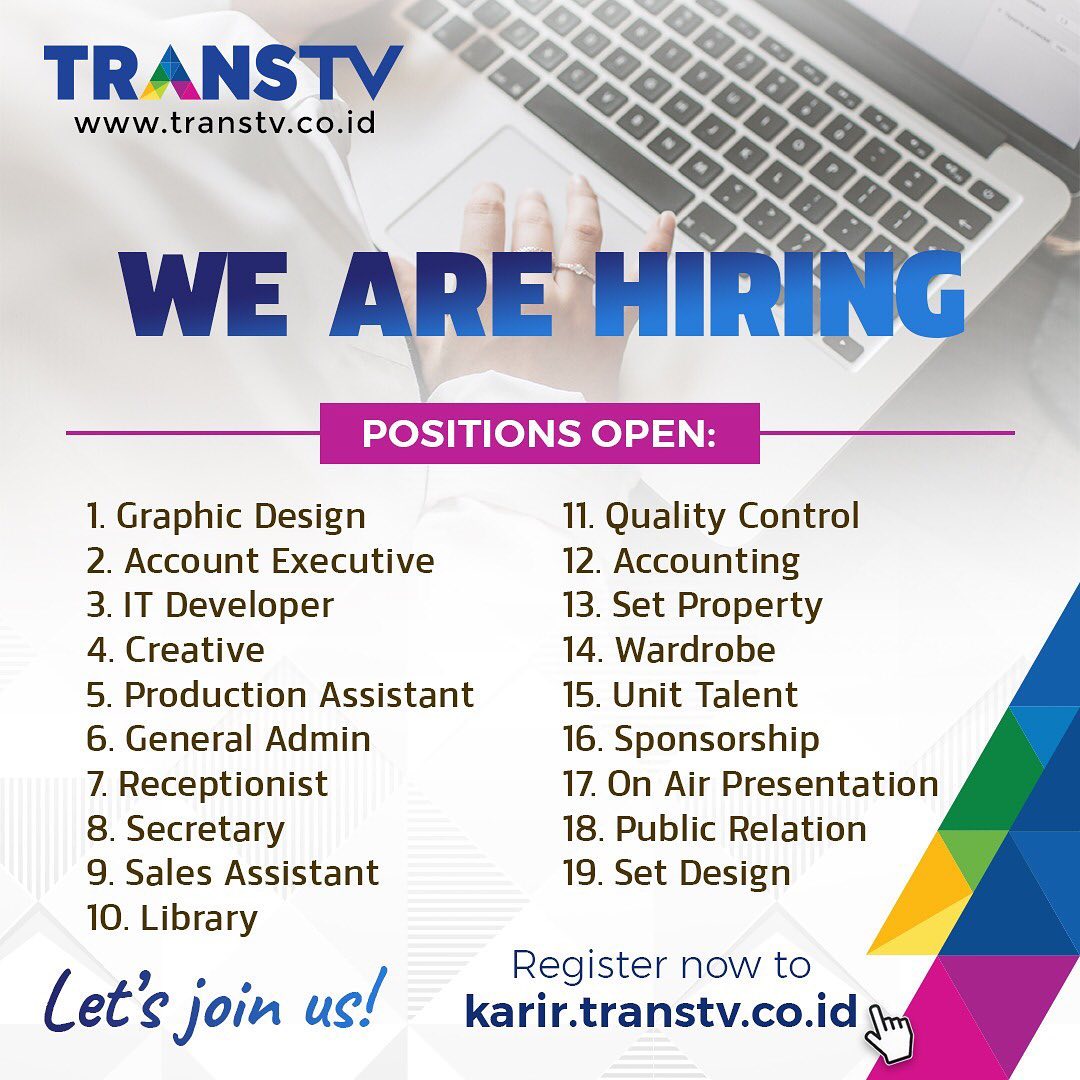 TRANSTV
www.transtv.co.id
WE ARE HIRING
POSITIONS OPEN:
1. Graphic Design
2. Account Executive
3. IT Developer
4. Creative
5. Production Assistant
6. General Admin
7. Receptionist
8. Secretary
9. Sales Assistant
10. Library
11. Quality Control
12. Accounting
13. Set Property
14. Wardrobe
15. Unit Talent
16. Sponsorship
17. On Air Presentation
18. Public Relation
19. Set Design
Let's join us!
Register now to
karir.transtv.co.id